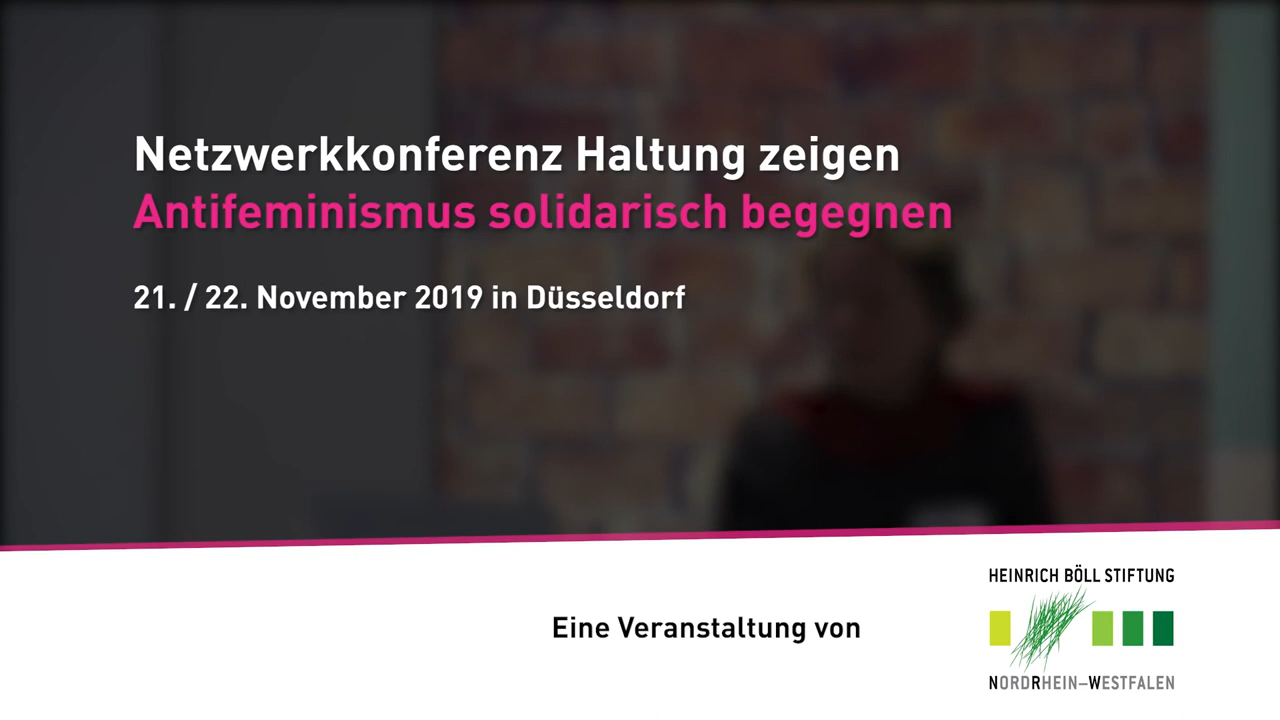 Netzwerkkonferenz Haltung zeigen
Antifeminismus solidarisch begegnen
21. / 22. November 2019 in Düsseldorf
Eine Veranstaltung von
HEINRICH BÖLL STIFTUNG
NORDRHEIN–WESTFALEN